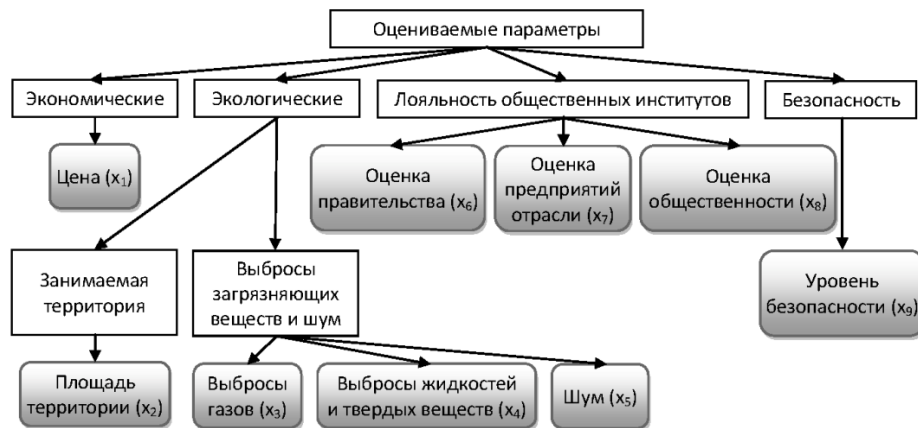 Оцениваемые параметры
Экономические
Экологические
Лояльность общественных институтов
Безопасность
Цена (x₁)
Оценка
правительства (x₆)
Оценка
предприятий
отрасли (x₇)
Оценка
общественности (x₈)
Занимаемая
территория
Выбросы
загрязняющих
веществ и шум
Уровень
безопасности (x₉)
Площадь
территории (x₂)
Выбросы
газов (x₃)
Выбросы жидкостей
и твердых веществ (x₄)
Шум (x₅)